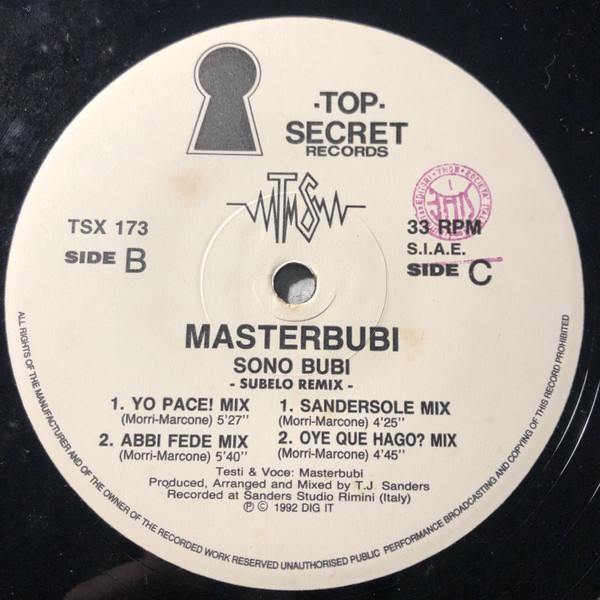 ·TOP·
SECRET
RECORDS
TMS
TSX 173
SIDE B
33 RPM
S.I.A.E.
SIDE C
MASTERBUBI
SONO BUBI
- SUBELO REMIX -
1. YO PACE! MIX
(Morri-Marcone) 5'27"
2. ABBI FEDE MIX
(Morri-Marcone) 5'40"
1. SANDERSOLE MIX
(Morri-Marcone) 4'25"
2. OYE QUE HAGO? MIX
(Morri-Marcone) 4'45"
Testi & Voce: Masterbubi
Produced, Arranged and Mixed by T.J. Sanders
Recorded at Sanders Studio Rimini (Italy)
Ⓟ © 1992 DIG IT
ALL RIGHTS OF THE MANUFACTURER AND OF THE OWNER OF THE RECORDED WORK RESERVED UNAUTHORISED PUBLIC PERFORMANCE BROADCASTING AND COPYING OF THIS RECORD PROHIBITED